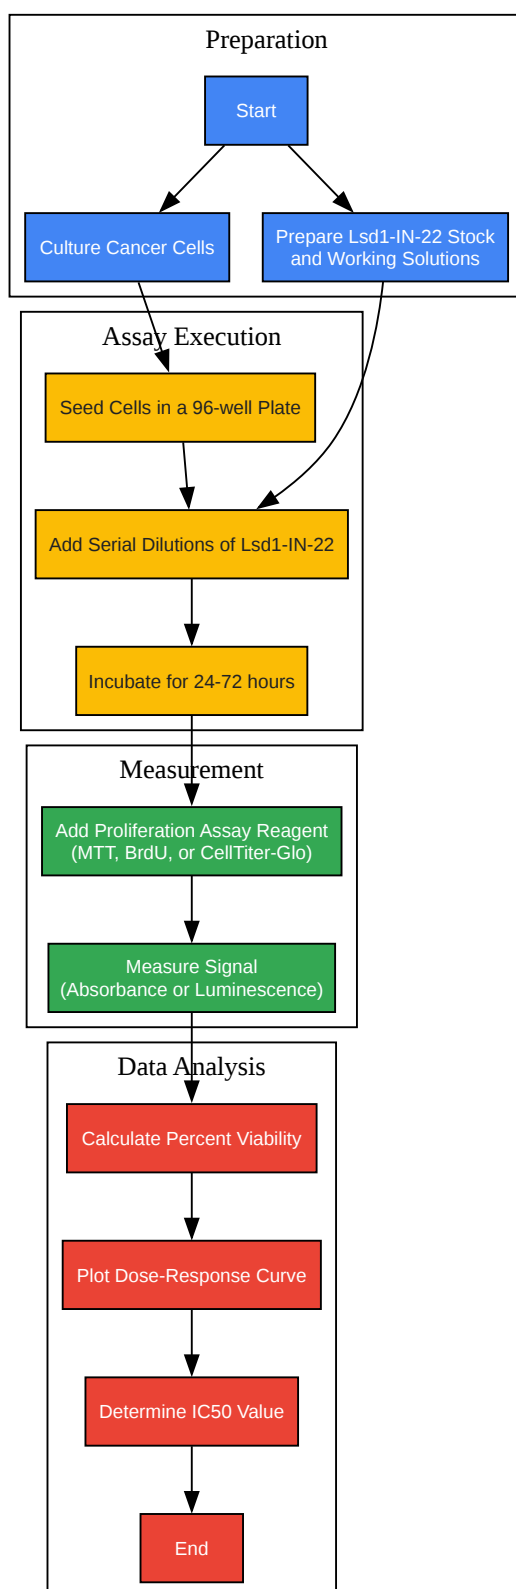 Preparation
Start
Culture Cancer Cells
Prepare Lsd1-IN-22 Stock
and Working Solutions
Assay Execution
Seed Cells in a 96-well Plate
Add Serial Dilutions of Lsd1-IN-22
Incubate for 24-72 hours
Measurement
Add Proliferation Assay Reagent
(MTT, BrdU, or CellTiter-Glo)
Measure Signal
(Absorbance or Luminescence)
Data Analysis
Calculate Percent Viability
Plot Dose-Response Curve
Determine IC50 Value
End